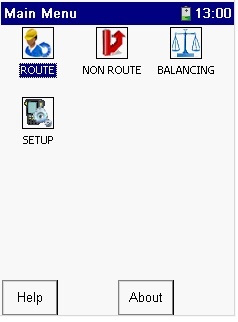 Main Menu 13:00
ROUTE NON ROUTE BALANCING
SETUP
Help About